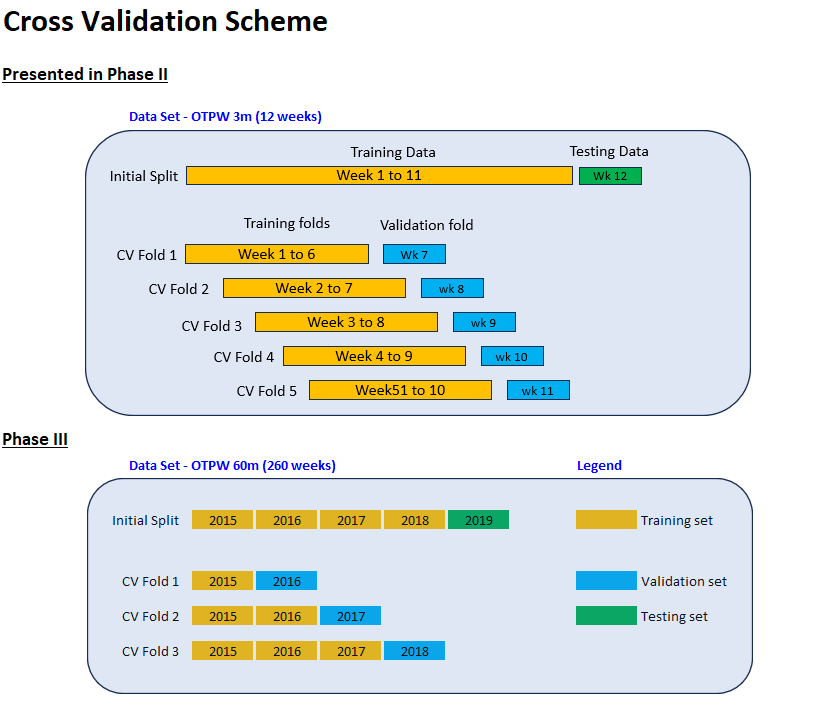 Cross Validation Scheme
Presented in Phase II
Data Set - OTPW 3m (12 weeks)
Training Data Testing Data
Initial Split Week 1 to 11 Wk 12
Training folds Validation fold
CV Fold 1 Week 1 to 6 Wk 7
CV Fold 2 Week 2 to 7 wk 8
CV Fold 3 Week 3 to 8 wk 9
CV Fold 4 Week 4 to 9 wk 10
CV Fold 5 Week51 to 10 wk 11
Phase III
Data Set - OTPW 60m (260 weeks) Legend
Initial Split 2015 2016 2017 2018 2019 Training set
CV Fold 1 2015 2016 Validation set
CV Fold 2 2015 2016 2017 Testing set
CV Fold 3 2015 2016 2017 2018